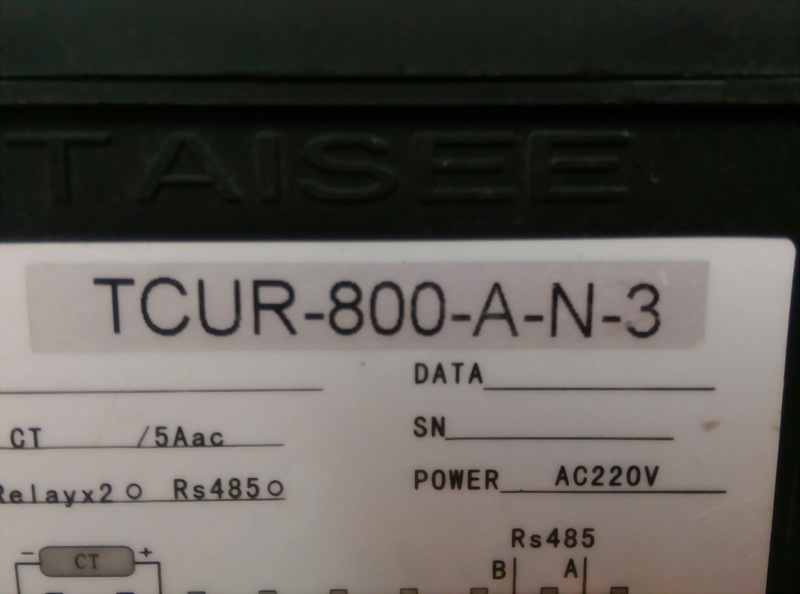 TAISEE
TCUR-800-A-N-3
DATA
CT /5Aac
SN
Relayx2 Rs485
POWER AC220V
Rs485
- CT +
B A